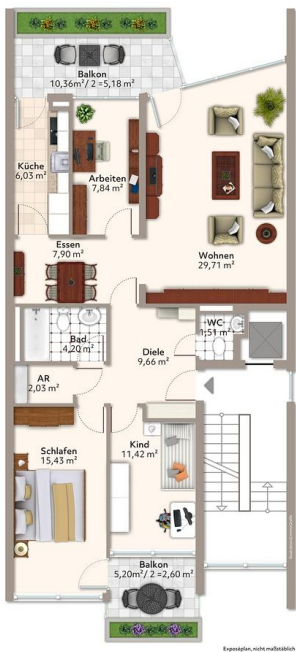 Balkon
10,36m²/ 2 =5,18 m²
Küche
6,03 m²
Arbeiten
7,84 m²
Wohnen
29,71 m²
Essen
7,90 m²
Bad
4,20 m²
WC
1,51 m²
Diele
9,66 m²
AR
2,03 m²
Schlafen
15,43 m²
Kind
11,42 m²
Balkon
5,20m²/ 2 =2,60 m²
Exposéplan, nicht maßstäblich